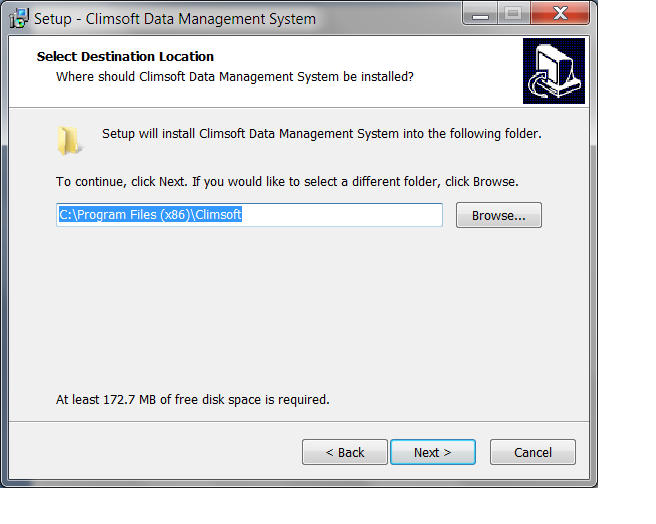 Setup - Climsoft Data Management System
Select Destination Location
Where should Climsoft Data Management System be installed?
Setup will install Climsoft Data Management System into the following folder.
To continue, click Next. If you would like to select a different folder, click Browse.
C:\Program Files (x86)\Climsoft
Browse...
At least 172.7 MB of free disk space is required.
< Back
Next >
Cancel